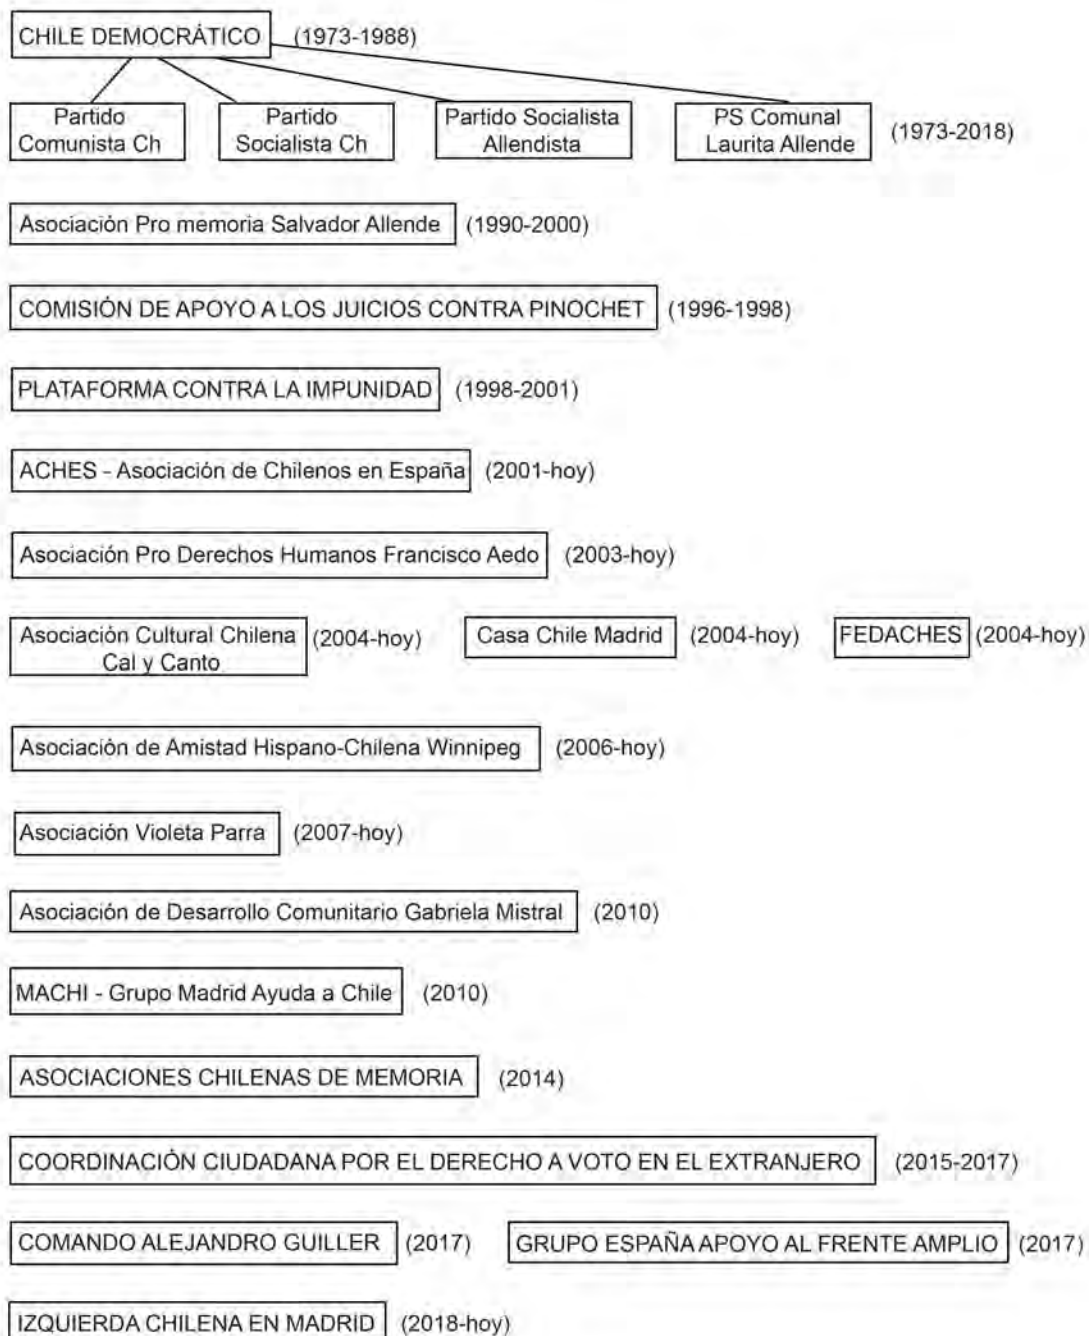 CHILE DEMOCRÁTICO (1973-1988)
Partido
Comunista Ch
Partido
Socialista Ch
Partido Socialista
Allendista
PS Comunal
Laurita Allende
(1973-2018)
Asociación Pro memoria Salvador Allende (1990-2000)
COMISIÓN DE APOYO A LOS JUICIOS CONTRA PINOCHET (1996-1998)
PLATAFORMA CONTRA LA IMPUNIDAD (1998-2001)
ACHES - Asociación de Chilenos en España (2001-hoy)
Asociación Pro Derechos Humanos Francisco Aedo (2003-hoy)
Asociación Cultural Chilena
Cal y Canto
(2004-hoy)
Casa Chile Madrid (2004-hoy)
FEDACHES (2004-hoy)
Asociación de Amistad Hispano-Chilena Winnipeg (2006-hoy)
Asociación Violeta Parra (2007-hoy)
Asociación de Desarrollo Comunitario Gabriela Mistral (2010)
MACHI - Grupo Madrid Ayuda a Chile (2010)
ASOCIACIONES CHILENAS DE MEMORIA (2014)
COORDINACIÓN CIUDADANA POR EL DERECHO A VOTO EN EL EXTRANJERO (2015-2017)
COMANDO ALEJANDRO GUILLER (2017)
GRUPO ESPAÑA APOYO AL FRENTE AMPLIO (2017)
IZQUIERDA CHILENA EN MADRID (2018-hoy)